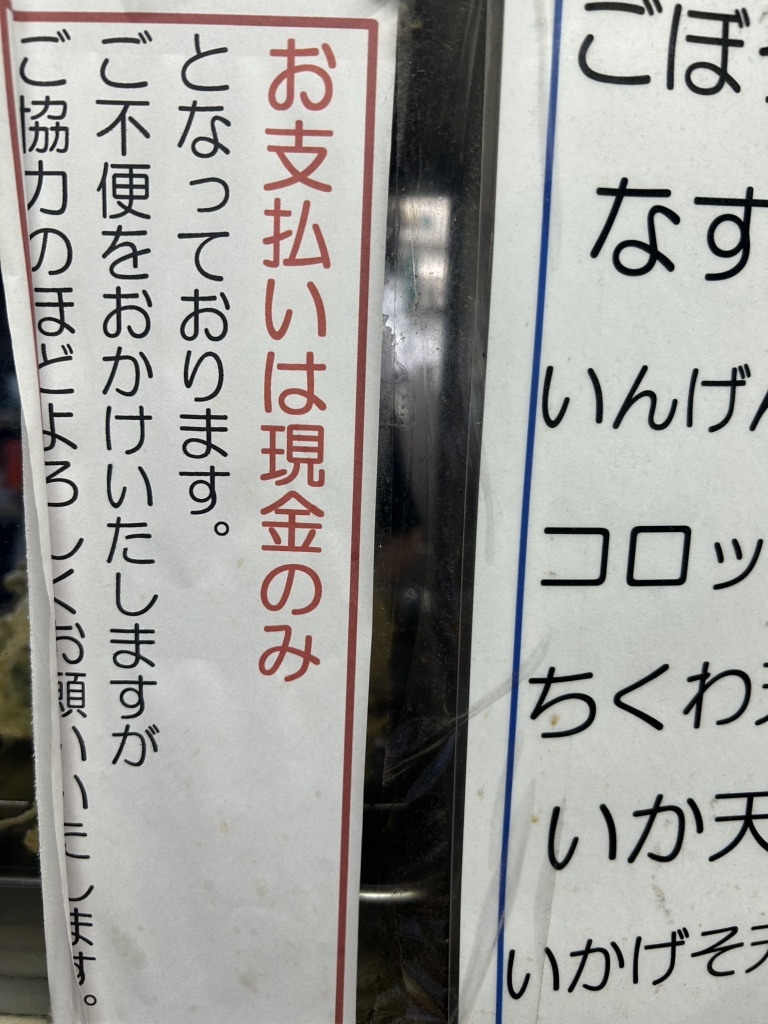 お支払いは現金のみ
となっております。
ご不便をおかけいたしますが
ご協力のほどよろしくお願いいたします。
ごぼ
なす
いんげん
コロッ
ちくわ天
いか天
いかげそ天